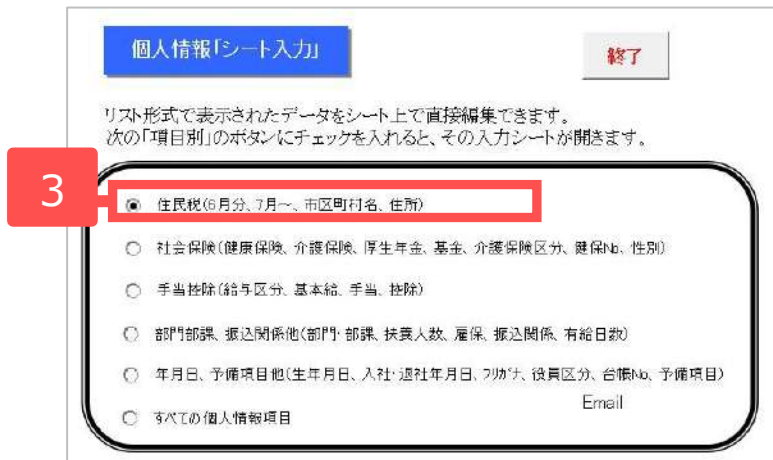 個人情報「シート入力」
終了
リスト形式で表示されたデータをシート上で直接編集できます。
次の「項目別」のボタンにチェックを入れると、その入力シートが開きます。
3
住民税(6月分、7月～、市区町村名、住所)
社会保険(健康保険、介護保険、厚生年金、基金、介護保険区分、健保No、性別)
手当控除(給与区分、基本給、手当、控除)
部門部課、振込関係他(部門・部課、扶養人数、雇保、振込関係、有給日数)
年月日、予備項目他(生年月日、入社・退社年月日、ﾌﾘｶﾞﾅ、役員区分、台帳No、予備項目)
Email
すべての個人情報項目